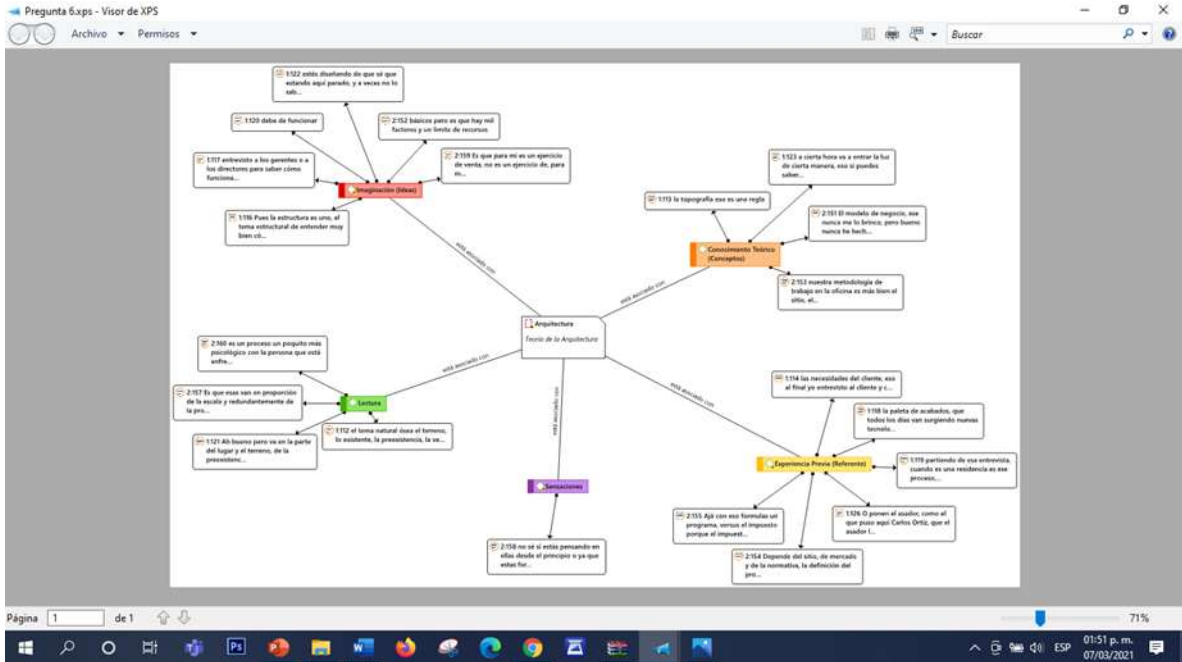 Pregunta 6.xps - Visor de XPS
Archivo
Permisos
Buscar
1:122 estés diseñando de que sé que
estando aquí parado, y a veces no lo
sab...
1:120 debe de funcionar
2:152 básicos pero es que hay mil
factores y un límite de recursos
1:117 entrevisto a los gerentes o a
los directores para saber cómo
funciona...
2:159 Es que para mí es un ejercicio
de venta, no es un ejercicio de, para
m...
Imaginación (Ideas)
1:116 Pues la estructura es uno, el
tema estructural de entender muy
bien có...
1:123 a cierta hora va a entrar la luz
de cierta manera, eso si puedes
saber...
1:113 la topografía eso es una regla
2:151 El modelo de negocio, ese
nunca me lo brinco, pero bueno
nunca he hech...
Conocimiento Teórico
(Conceptos)
2:153 nuestra metodología de
trabajo en la oficina es más bien el
sitio, el...
está asociado con
está asociado con
Arquitectura
Teoría de la Arquitectura
2:160 es un proceso un poquito más
psicológico con la persona que está
enfre...
está asociado con
está asociado con
está asociado con
2:157 Es que esas van en proporción
de la escala y redundantemente de
la pro...
Lectura
1:121 Ah bueno pero va en la parte
del lugar y el terreno, de la
preexistenc...
1:112 el tema natural ósea el terreno,
lo existente, la preexistencia, la ve...
1:114 las necesidades del cliente, eso
al final yo entrevisto al cliente y c...
1:118 la paleta de acabados, que
todos los días van surgiendo nuevas
tecnolo...
Experiencia Previa (Referente)
1:119 partiendo de esa entrevista,
cuando es una residencia es ese
proceso,...
Sensaciones
2:155 Ajá con eso formulas un
programa, versus el impuesto
porque el impuest...
1:126 O ponen el asador, como el
que puso aquí Carlos Ortiz, que el
asador l...
2:158 no sé si estás pensando en
ellas desde el principio o ya que
estas for...
2:154 Depende del sitio, de mercado
y de la normativa, la definición del
pro...
Página 1 de 1
71%
ESP
01:51 p. m.
07/03/2021